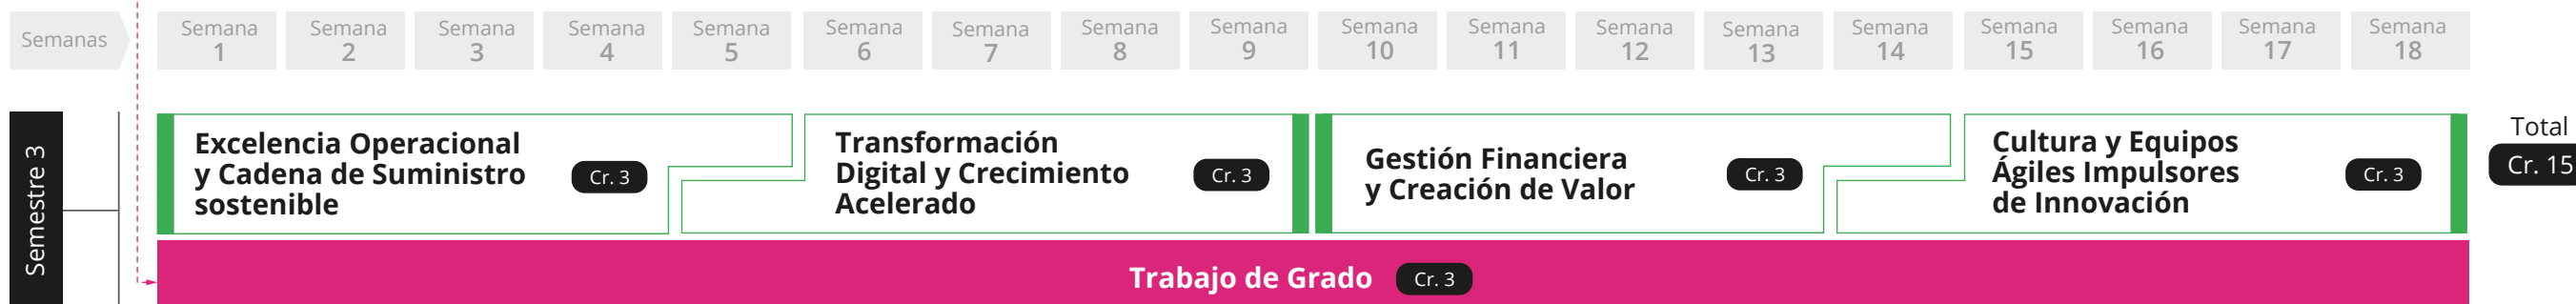 Semanas
Semana
1
Semana
2
Semana
3
Semana
4
Semana
5
Semana
6
Semana
7
Semana
8
Semana
9
Semana
10
Semana
11
Semana
12
Semana
13
Semana
14
Semana
15
Semana
16
Semana
17
Semana
18
Semestre 3
Excelencia Operacional
y Cadena de Suministro
sostenible
Cr. 3
Transformación
Digital y Crecimiento
Acelerado
Cr. 3
Gestión Financiera
y Creación de Valor
Cr. 3
Cultura y Equipos
Ágiles Impulsores
de Innovación
Cr. 3
Total
Cr. 15
Trabajo de Grado Cr. 3